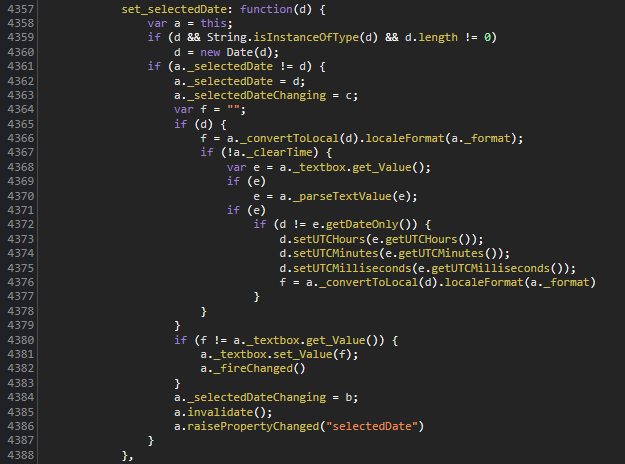 4357 set_selectedDate: function(d) {
4358 var a = this;
4359 if (d && String.isInstanceOfType(d) && d.length != 0)
4360 d = new Date(d);
4361 if (a._selectedDate != d) {
4362 a._selectedDate = d;
4363 a._selectedDateChanging = c;
4364 var f = "";
4365 if (d) {
4366 f = a._convertToLocal(d).localeFormat(a._format);
4367 if (!a._clearTime) {
4368 var e = a._textbox.get_Value();
4369 if (e)
4370 e = a._parseTextValue(e);
4371 if (e)
4372 if (d != e.getDateOnly()) {
4373 d.setUTCHours(e.getUTCHours());
4374 d.setUTCMinutes(e.getUTCMinutes());
4375 d.setUTCMilliseconds(e.getUTCMilliseconds());
4376 f = a._convertToLocal(d).localeFormat(a._format)
4377 }
4378 }
4379 }
4380 if (f != a._textbox.get_Value()) {
4381 a._textbox.set_Value(f);
4382 a._fireChanged()
4383 }
4384 a._selectedDateChanging = b;
4385 a.invalidate();
4386 a.raisePropertyChanged("selectedDate")
4387 }
4388 },